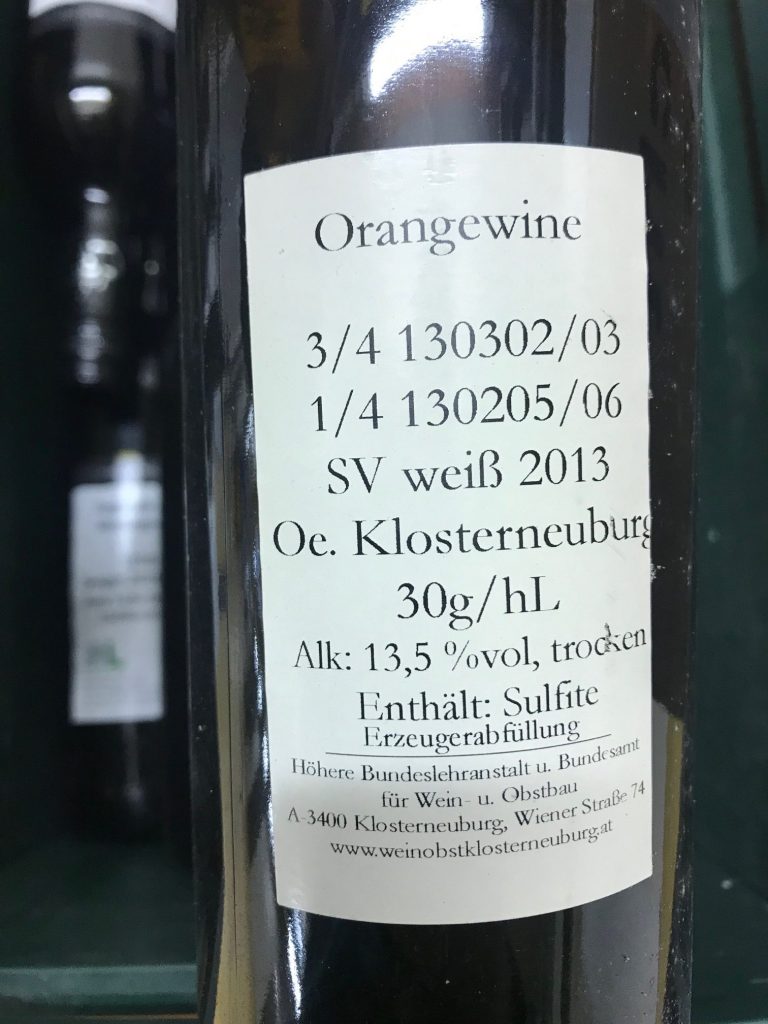 Orangewine
3/4 130302/03
1/4 130205/06
SV weiß 2013
Oe. Klosterneuburg
30g/hL
Alk: 13,5 %vol, trocken
Enthält: Sulfite
Erzeugerabfüllung
Höhere Bundeslehranstalt u. Bundesamt
für Wein- u. Obstbau
A-3400 Klosterneuburg, Wiener Straße 74
www.weinobstklosterneuburg.at